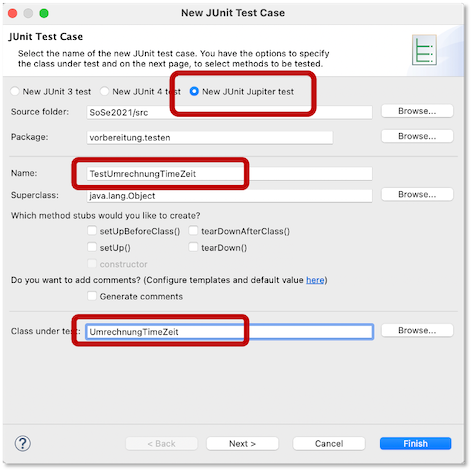 New JUnit Test Case
JUnit Test Case
Select the name of the new JUnit test case. You have the options to specify
the class under test and on the next page, to select methods to be tested.
New JUnit 3 test New JUnit 4 test New JUnit Jupiter test
Source folder: SoSe2021/src Browse...
Package: vorbereitung.testen Browse...
Name: TestUmrechnungTimeZeit
Superclass: java.lang.Object Browse...
Which method stubs would you like to create?
setUpBeforeClass() tearDownAfterClass()
setUp() tearDown()
constructor
Do you want to add comments? (Configure templates and default value here)
Generate comments
Class under test: UmrechnungTimeZeit Browse...
? < Back Next > Cancel Finish